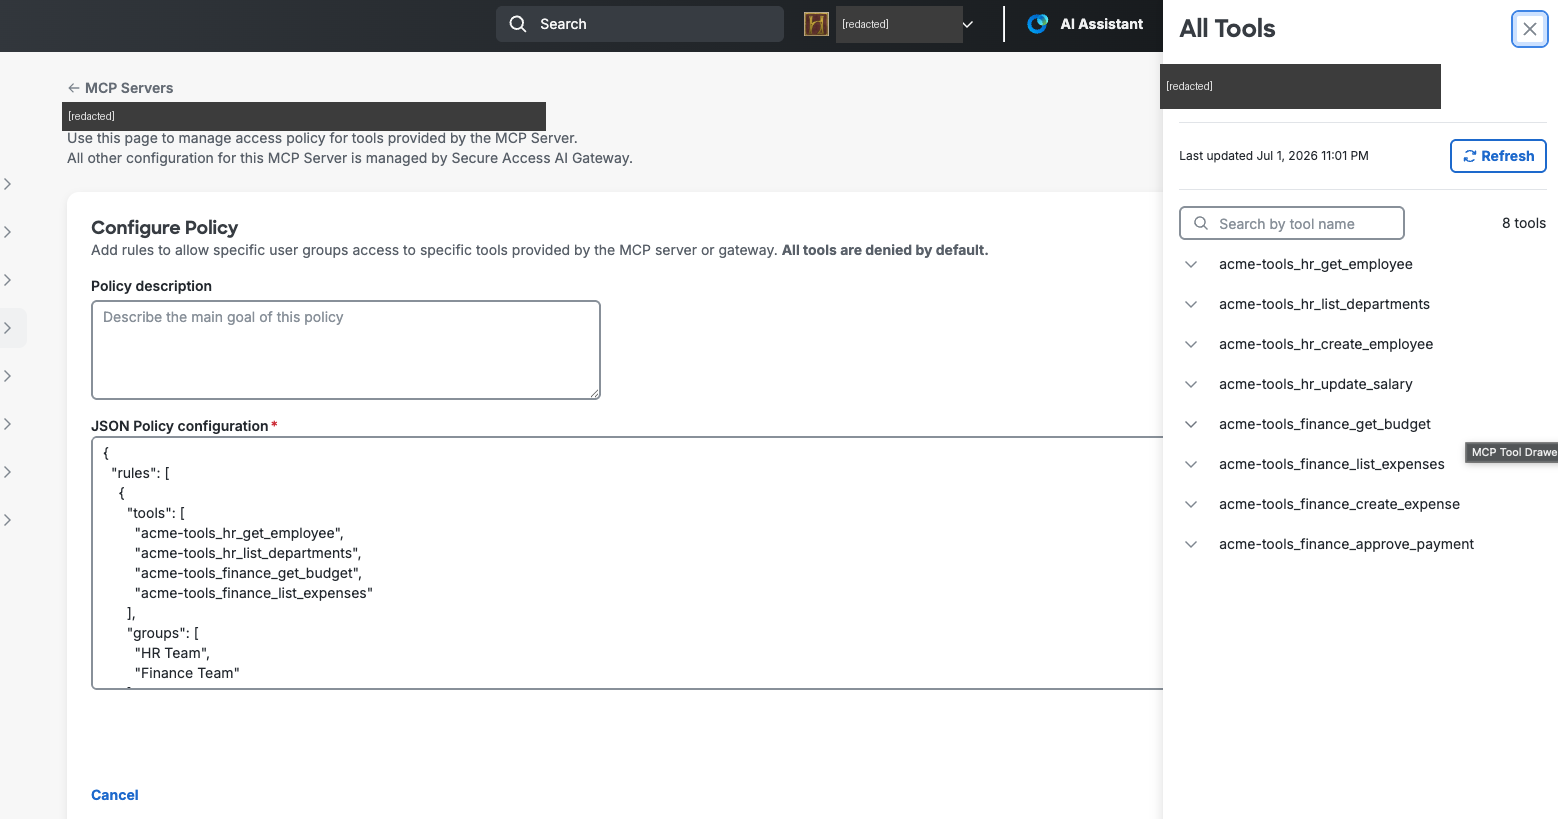 Search
[redacted]
AI Assistant
MCP Servers
[redacted]
Use this page to manage access policy for tools provided by the MCP Server.
All other configuration for this MCP Server is managed by Secure Access AI Gateway.
Configure Policy
Add rules to allow specific user groups access to specific tools provided by the MCP server or gateway. All tools are denied by default.
Policy description
Describe the main goal of this policy
JSON Policy configuration*
{
"rules": [
{
"tools": [
"acme-tools_hr_get_employee",
"acme-tools_hr_list_departments",
"acme-tools_finance_get_budget",
"acme-tools_finance_list_expenses"
],
"groups": [
"HR Team",
"Finance Team"
Cancel
All Tools
[redacted]
Last updated Jul 1, 2026 11:01 PM
Refresh
Search by tool name
8 tools
acme-tools_hr_get_employee
acme-tools_hr_list_departments
acme-tools_hr_create_employee
acme-tools_hr_update_salary
acme-tools_finance_get_budget
MCP Tool Drawe
acme-tools_finance_list_expenses
acme-tools_finance_create_expense
acme-tools_finance_approve_payment